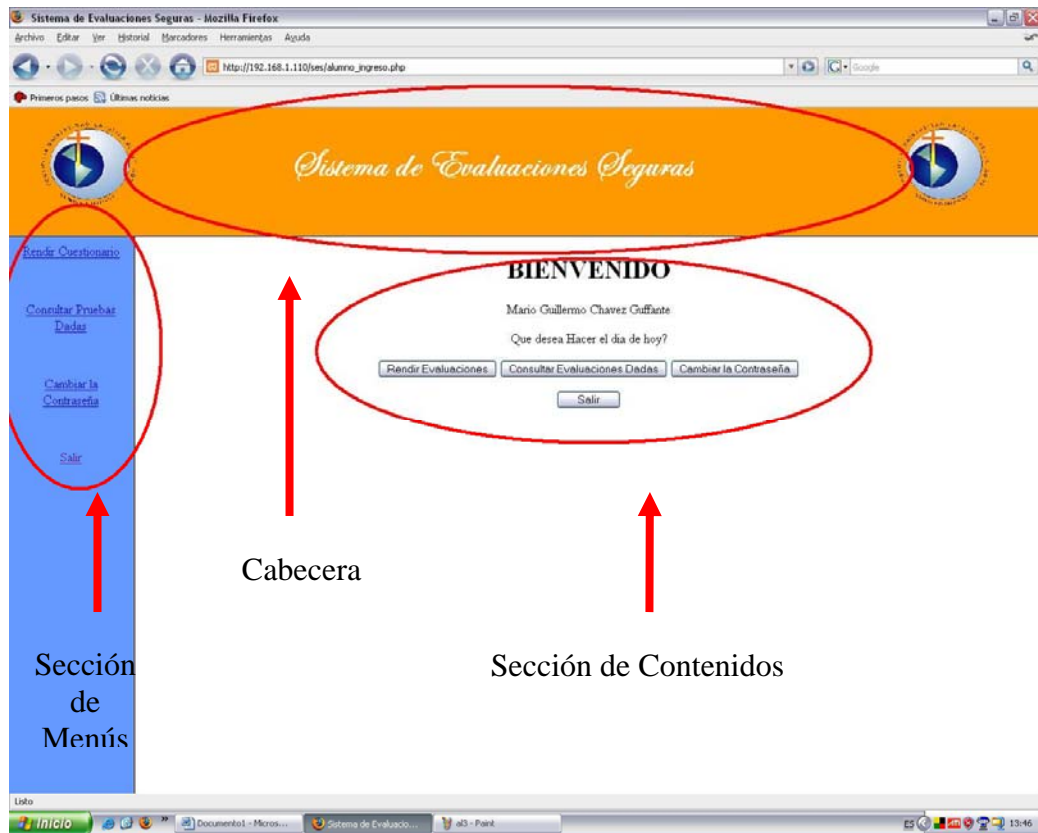 Sistema de Evaluaciones Seguras - Mozilla Firefox
Archivo Editar Ver Historial Marcadores Herramientas Ayuda
http://192.168.1.110/ses/alumno_ingreso.php
Google
Primeros pasos Últimas noticias
Sistema de Evaluaciones Seguras
Rendir Cuestionario
Consultar Pruebas
Dadas
Cambiar la
Contraseña
Salir
BIENVENIDO
Mario Guillermo Chavez Guffante
Que desea Hacer el dia de hoy?
Rendir Evaluaciones Consultar Evaluaciones Dadas Cambiar la Contraseña
Salir
Cabecera
Sección
de
Menús
Sección de Contenidos
Listo
Inicio Documento1 - Micros... Sistema de Evaluacio... al3 - Paint ES 13:46